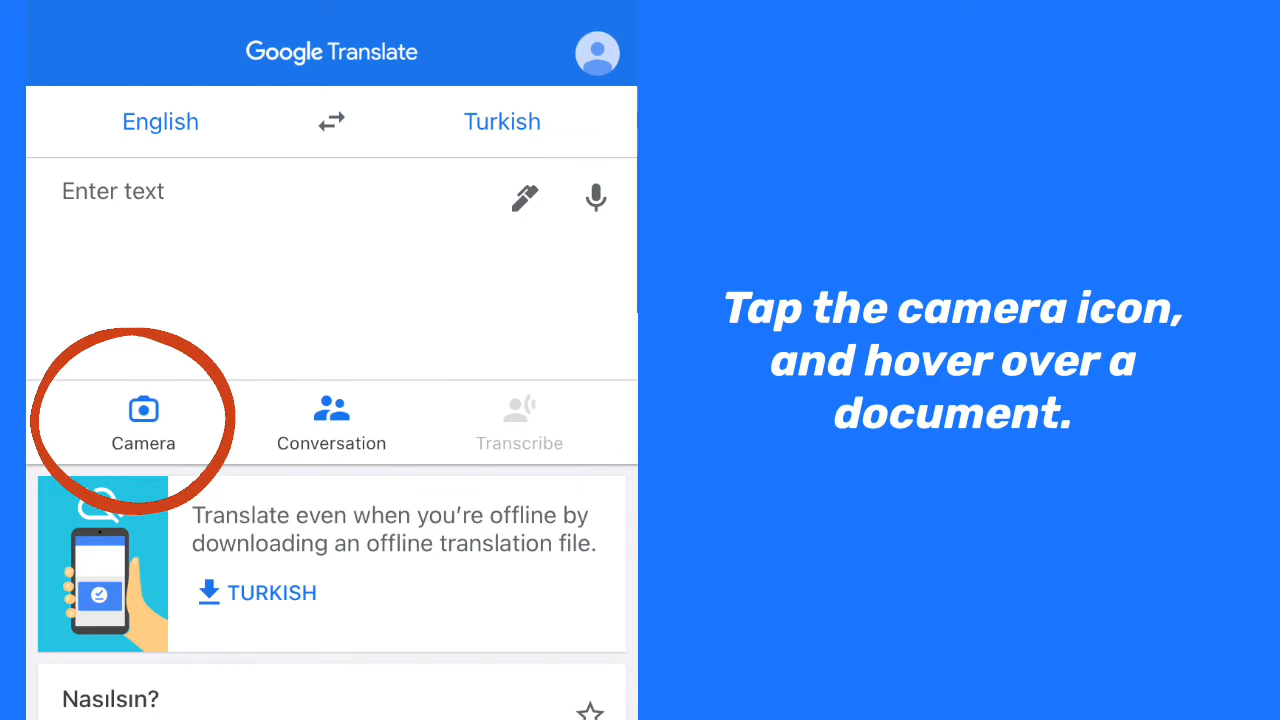 Google Translate
English
Turkish
Enter text
Camera
Conversation
Transcribe
Translate even when you’re offline by
downloading an offline translation file.
TURKISH
Nasılsın?
Tap the camera icon,
and hover over a
document.